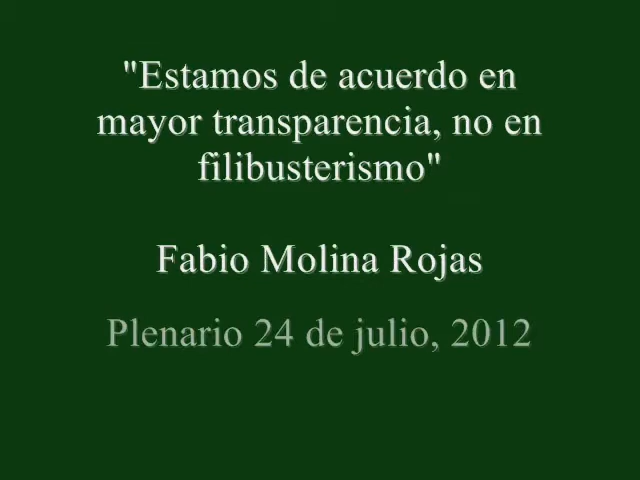 "Estamos de acuerdo en
mayor transparencia, no en
filibusterismo"
Fabio Molina Rojas
Plenario 24 de julio, 2012